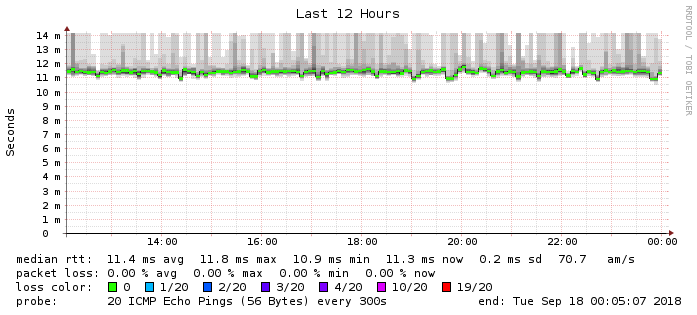 Last 12 Hours
RRDTOOL / TOBI OETIKER
Seconds
14 m
13 m
12 m
11 m
10 m
9 m
8 m
7 m
6 m
5 m
4 m
3 m
2 m
1 m
0
14:00 16:00 18:00 20:00 22:00 00:00
median rtt: 11.4 ms avg 11.8 ms max 10.9 ms min 11.3 ms now 0.2 ms sd 70.7 am/s
packet loss: 0.00 % avg 0.00 % max 0.00 % min 0.00 % now
loss color: 0 1/20 2/20 3/20 4/20 10/20 19/20
probe: 20 ICMP Echo Pings (56 Bytes) every 300s end: Tue Sep 18 00:05:07 2018